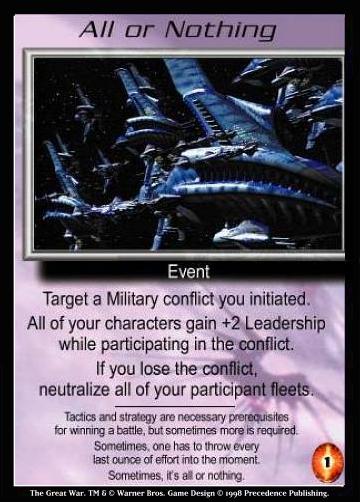 All or Nothing
Event
Target a Military conflict you initiated.
All of your characters gain +2 Leadership
while participating in the conflict.
If you lose the conflict,
neutralize all of your participant fleets.
Tactics and strategy are necessary prerequisites
for winning a battle, but sometimes more is required.
Sometimes, one has to throw every
last ounce of effort into the moment.
Sometimes, it's all or nothing.
1
The Great War. TM & © Warner Bros. Game Design © 1998 Precedence Publishing.